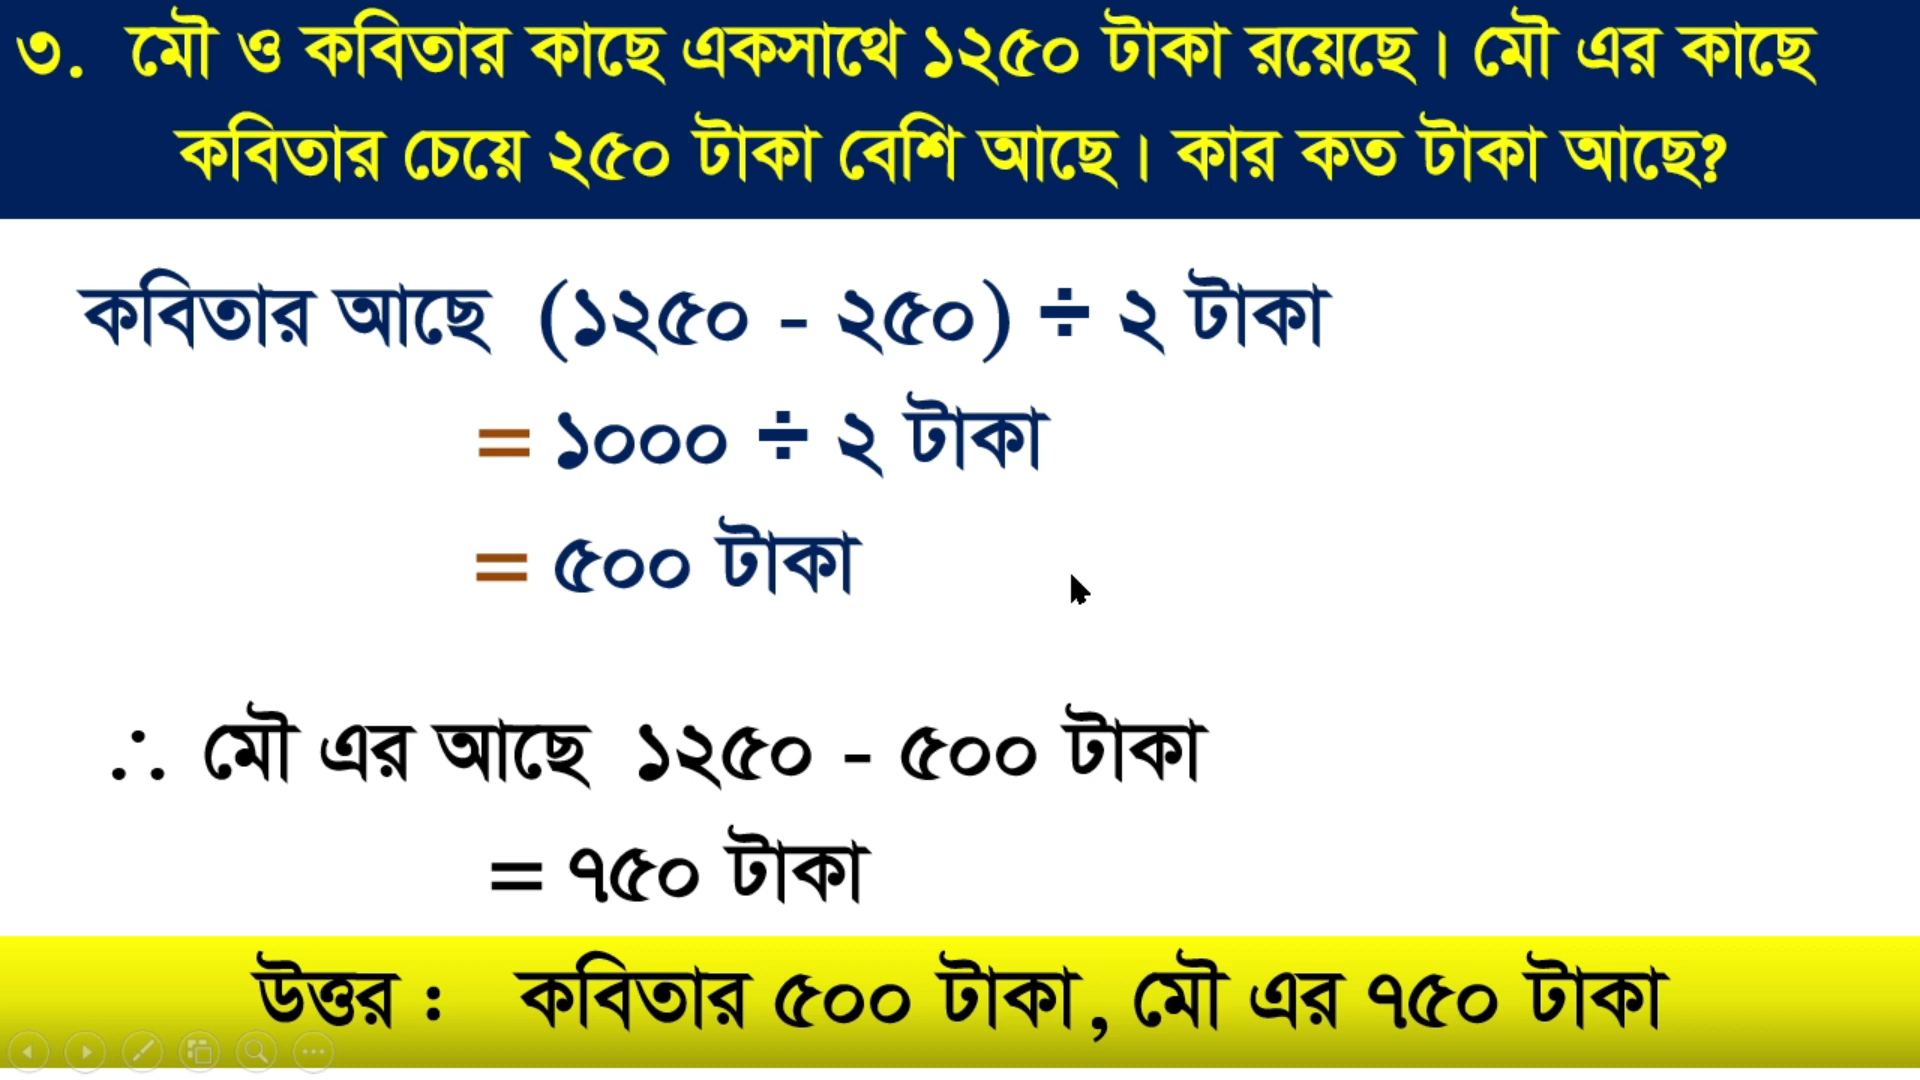 ৩. মৌ ও কবিতার কাছে একসাথে ১২৫০ টাকা রয়েছে। মৌ এর কাছে
কবিতার চেয়ে ২৫০ টাকা বেশি আছে। কার কত টাকা আছে?
কবিতার আছে (১২৫০ - ২৫০) ÷ ২ টাকা
= ১০০০ ÷ ২ টাকা
= ৫০০ টাকা
∴ মৌ এর আছে ১২৫০ - ৫০০ টাকা
= ৭৫০ টাকা
উত্তর : কবিতার ৫০০ টাকা, মৌ এর ৭৫০ টাকা